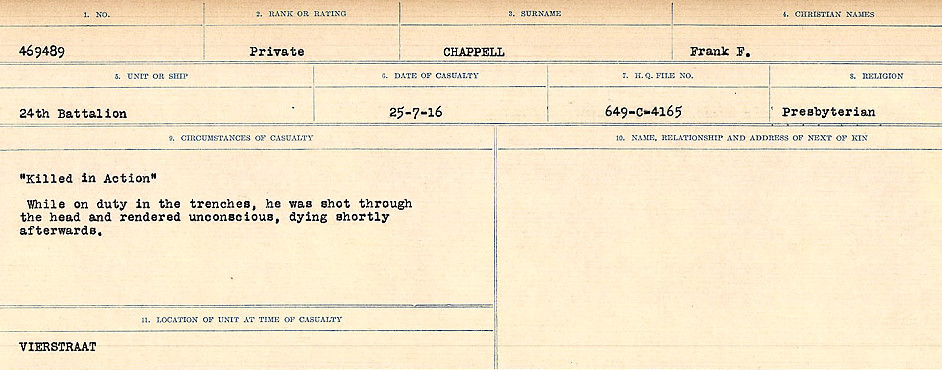 1. NO. 2. RANK OR RATING 3. SURNAME 4. CHRISTIAN NAMES
469489 Private CHAPPELL Frank F.
5. UNIT OR SHIP 6. DATE OF CASUALTY 7. H.Q. FILE NO. 8. RELIGION
24th Battalion 25-7-16 649-C-4165 Presbyterian
9. CIRCUMSTANCES OF CASUALTY 10. NAME, RELATIONSHIP AND ADDRESS OF NEXT OF KIN
"Killed in Action"
While on duty in the trenches, he was shot through
the head and rendered unconscious, dying shortly
afterwards.
11. LOCATION OF UNIT AT TIME OF CASUALTY
VIERSTRAAT